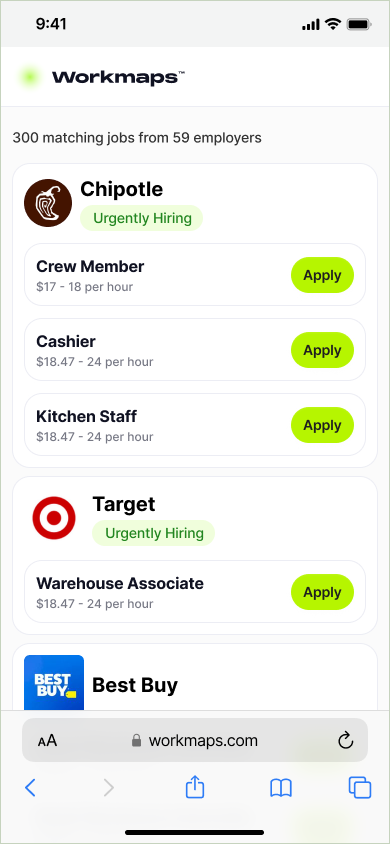 9:41
Workmaps™
300 matching jobs from 59 employers
Chipotle
Urgently Hiring
Crew Member
$17 - 18 per hour
Apply
Cashier
$18.47 - 24 per hour
Apply
Kitchen Staff
$18.47 - 24 per hour
Apply
Target
Urgently Hiring
Warehouse Associate
$18.47 - 24 per hour
Apply
BEST
BUY
Best Buy
AA
workmaps.com